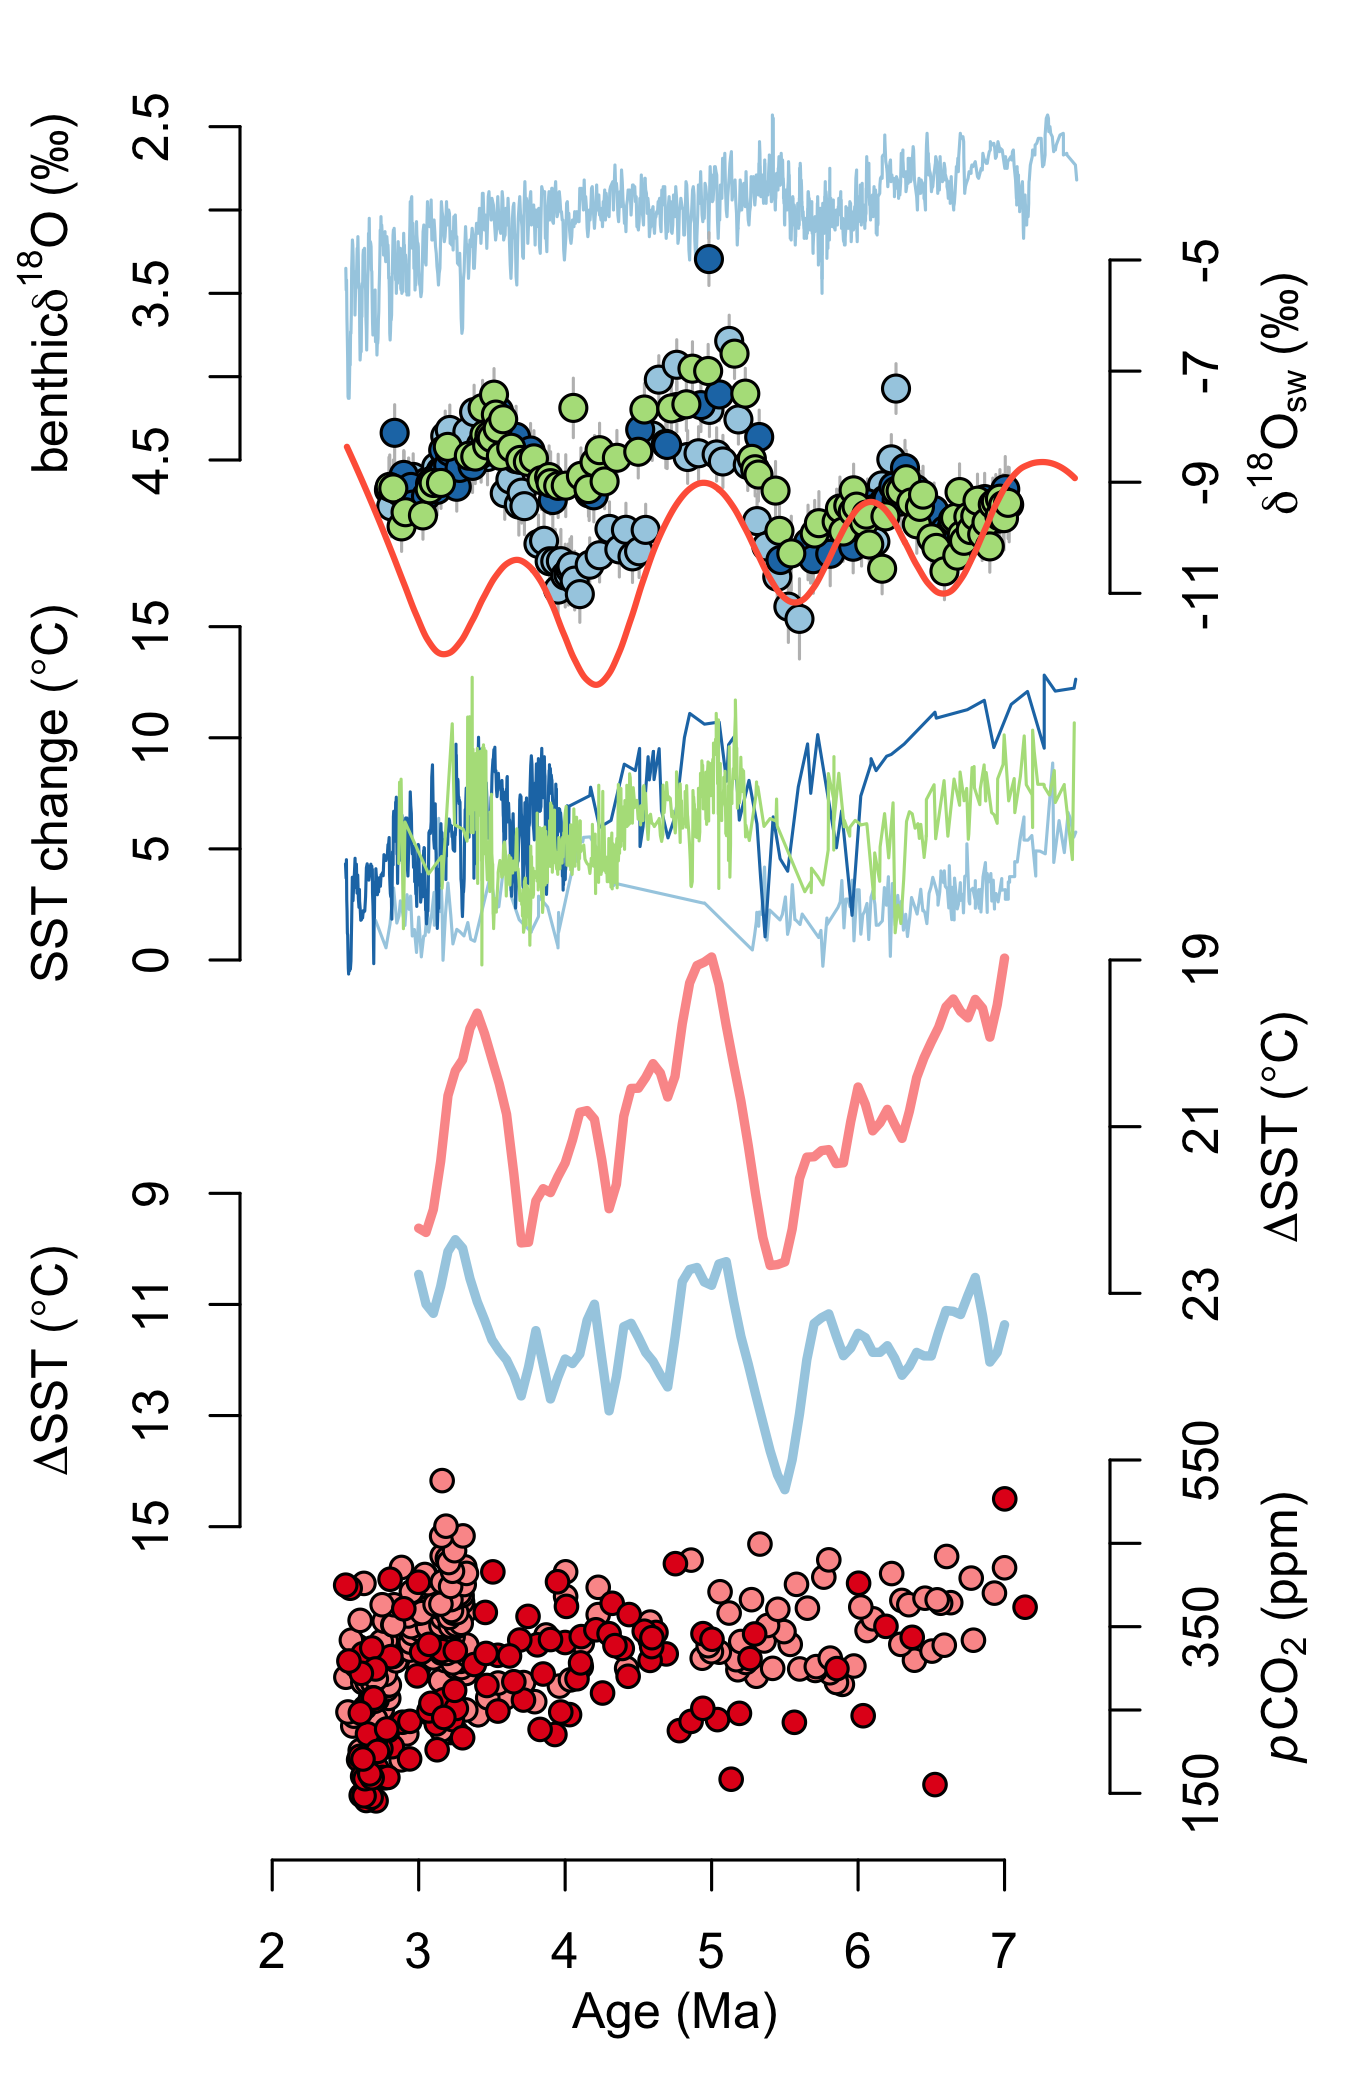 benthicδ¹⁸O (‰)
2.5
3.5
4.5
δ¹⁸Osw (‰)
-5
-7
-9
-11
SST change (°C)
15
10
5
0
ΔSST (°C)
19
21
23
ΔSST (°C)
9
11
13
15
pCO₂ (ppm)
550
350
150
2 3 4 5 6 7
Age (Ma)